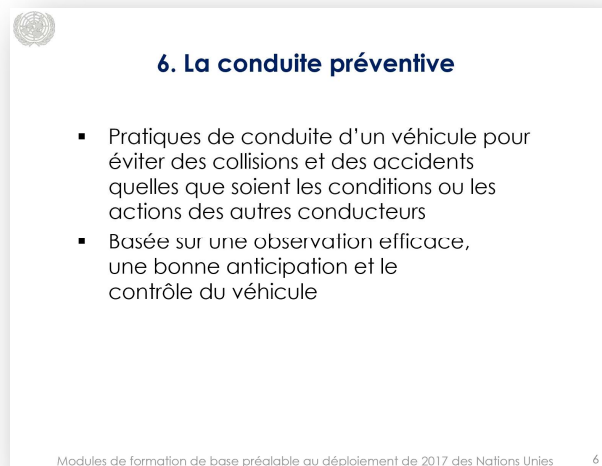 6. La conduite préventive
▪ Pratiques de conduite d’un véhicule pour
éviter des collisions et des accidents
quelles que soient les conditions ou les
actions des autres conducteurs
▪ Basée sur une observation efficace,
une bonne anticipation et le
contrôle du véhicule
Modules de formation de base préalable au déploiement de 2017 des Nations Unies 6